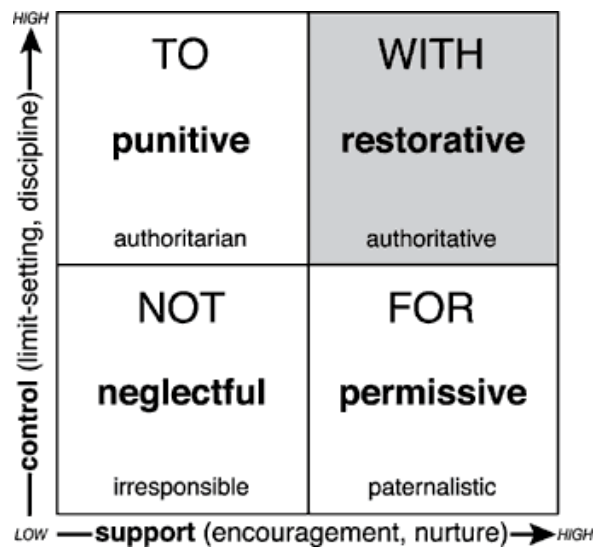 HIGH
TO
punitive
authoritarian
WITH
restorative
authoritative
NOT
neglectful
irresponsible
FOR
permissive
paternalistic
control (limit-setting, discipline)
LOW
support (encouragement, nurture)
HIGH